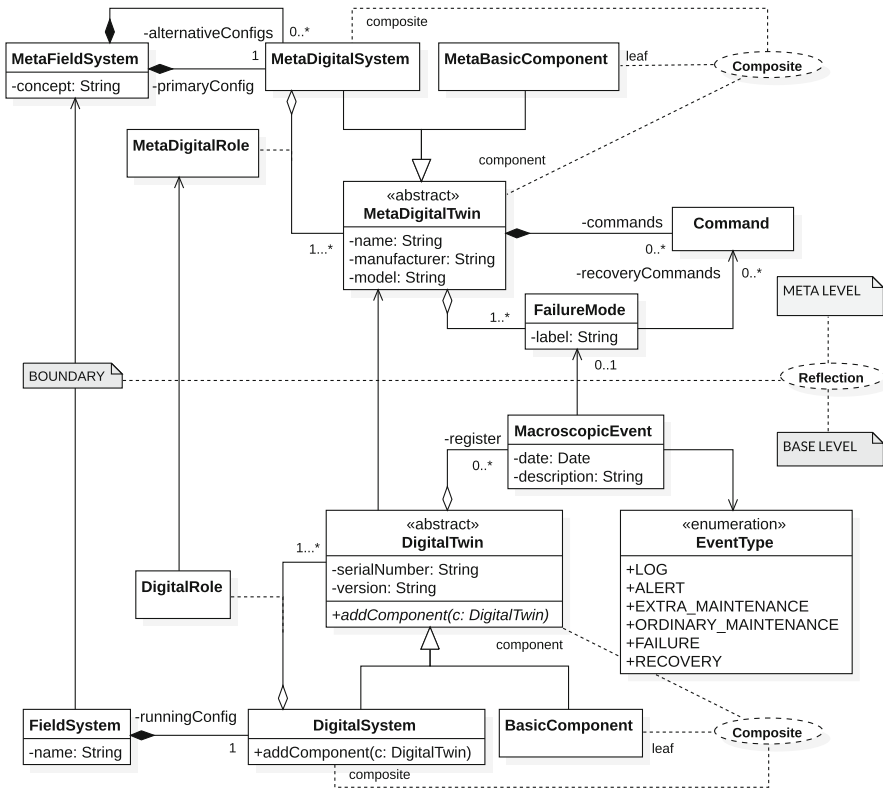 composite
-alternativeConfigs
0..*
MetaFieldSystem
-concept: String
1
-primaryConfig
MetaDigitalSystem
MetaBasicComponent
leaf
Composite
MetaDigitalRole
component
«abstract»
MetaDigitalTwin
-name: String
-manufacturer: String
-model: String
1...*
-commands
0..*
Command
-recoveryCommands
0..*
1..*
FailureMode
-label: String
META LEVEL
0..1
BOUNDARY
Reflection
BASE LEVEL
-register
0..*
MacroscopicEvent
-date: Date
-description: String
«abstract»
DigitalTwin
-serialNumber: String
-version: String
+addComponent(c: DigitalTwin)
1...*
«enumeration»
EventType
+LOG
+ALERT
+EXTRA_MAINTENANCE
+ORDINARY_MAINTENANCE
+FAILURE
+RECOVERY
DigitalRole
component
FieldSystem
-name: String
-runningConfig
1
DigitalSystem
+addComponent(c: DigitalTwin)
BasicComponent
leaf
Composite
composite